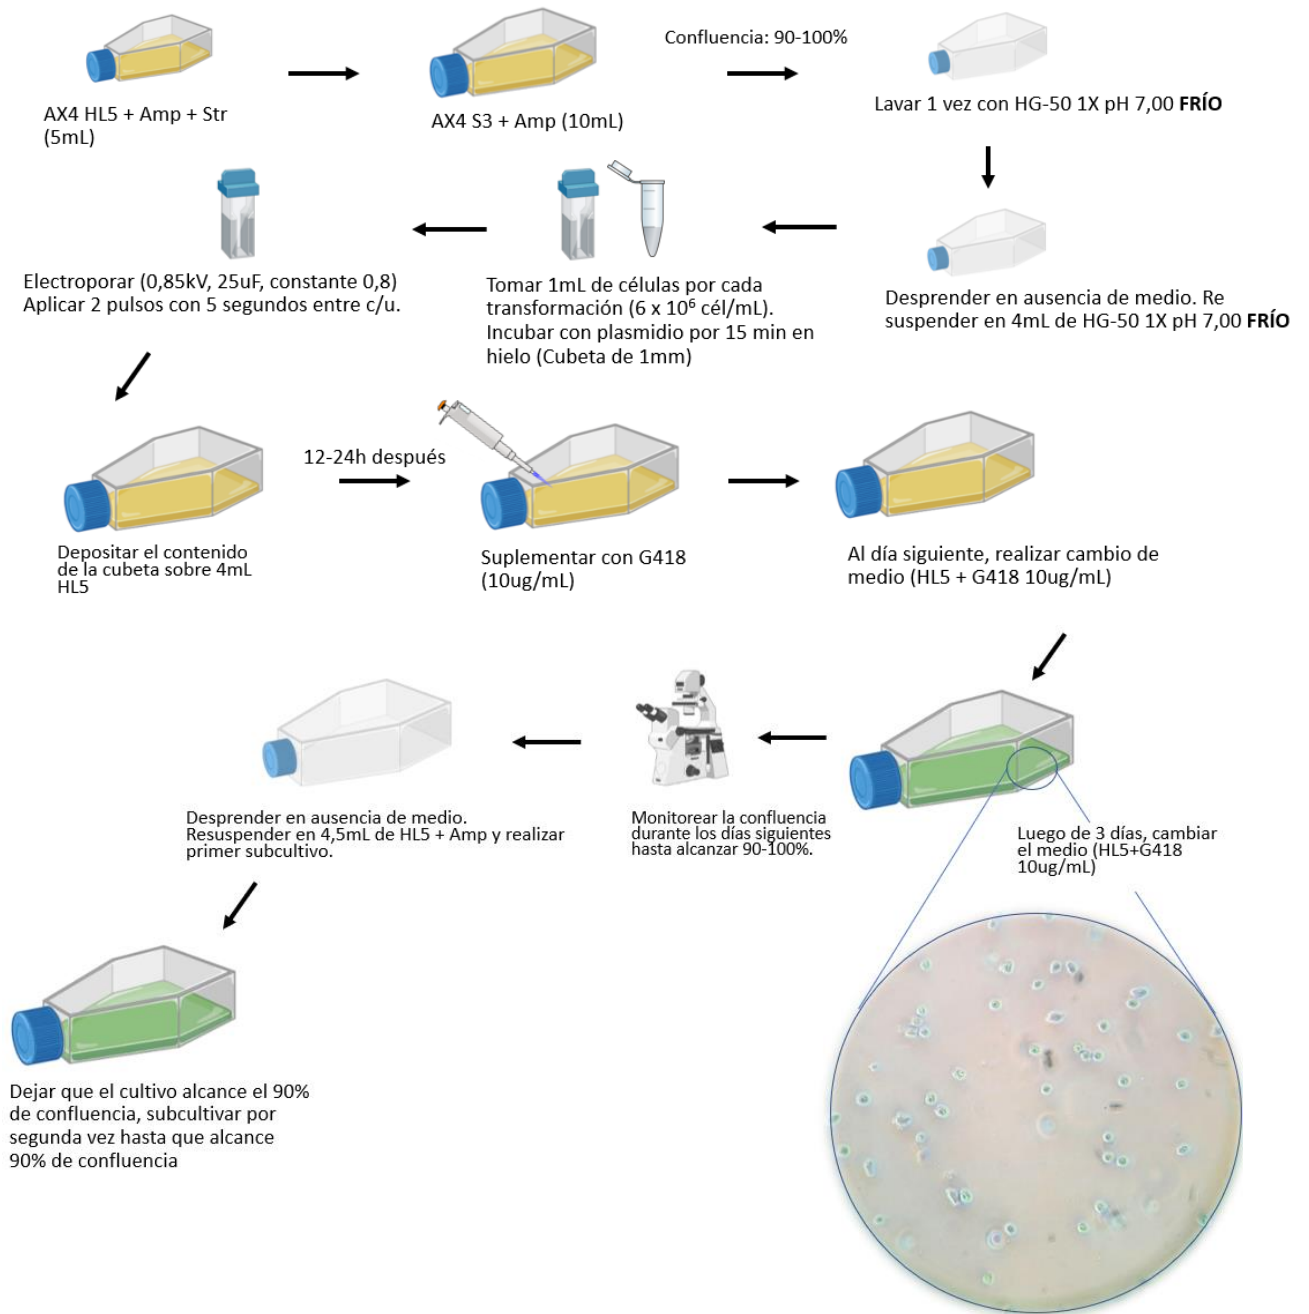 AX4 HL5 + Amp + Str
(5mL)
AX4 S3 + Amp (10mL)
Confluencia: 90-100%
Lavar 1 vez con HG-50 1X pH 7,00 FRÍO
Desprender en ausencia de medio. Re
suspender en 4mL de HG-50 1X pH 7,00 FRÍO
Tomar 1mL de células por cada
transformación (6 x 10⁶ cél/mL).
Incubar con plasmidio por 15 min en
hielo (Cubeta de 1mm)
Electroporar (0,85kV, 25uF, constante 0,8)
Aplicar 2 pulsos con 5 segundos entre c/u.
Depositar el contenido
de la cubeta sobre 4mL
HL5
12-24h después
Suplementar con G418
(10ug/mL)
Al día siguiente, realizar cambio de
medio (HL5 + G418 10ug/mL)
Luego de 3 días, cambiar
el medio (HL5+G418
10ug/mL)
Monitorear la confluencia
durante los días siguientes
hasta alcanzar 90-100%.
Desprender en ausencia de medio.
Resuspender en 4,5mL de HL5 + Amp y realizar
primer subcultivo.
Dejar que el cultivo alcance el 90%
de confluencia, subcultivar por
segunda vez hasta que alcance
90% de confluencia